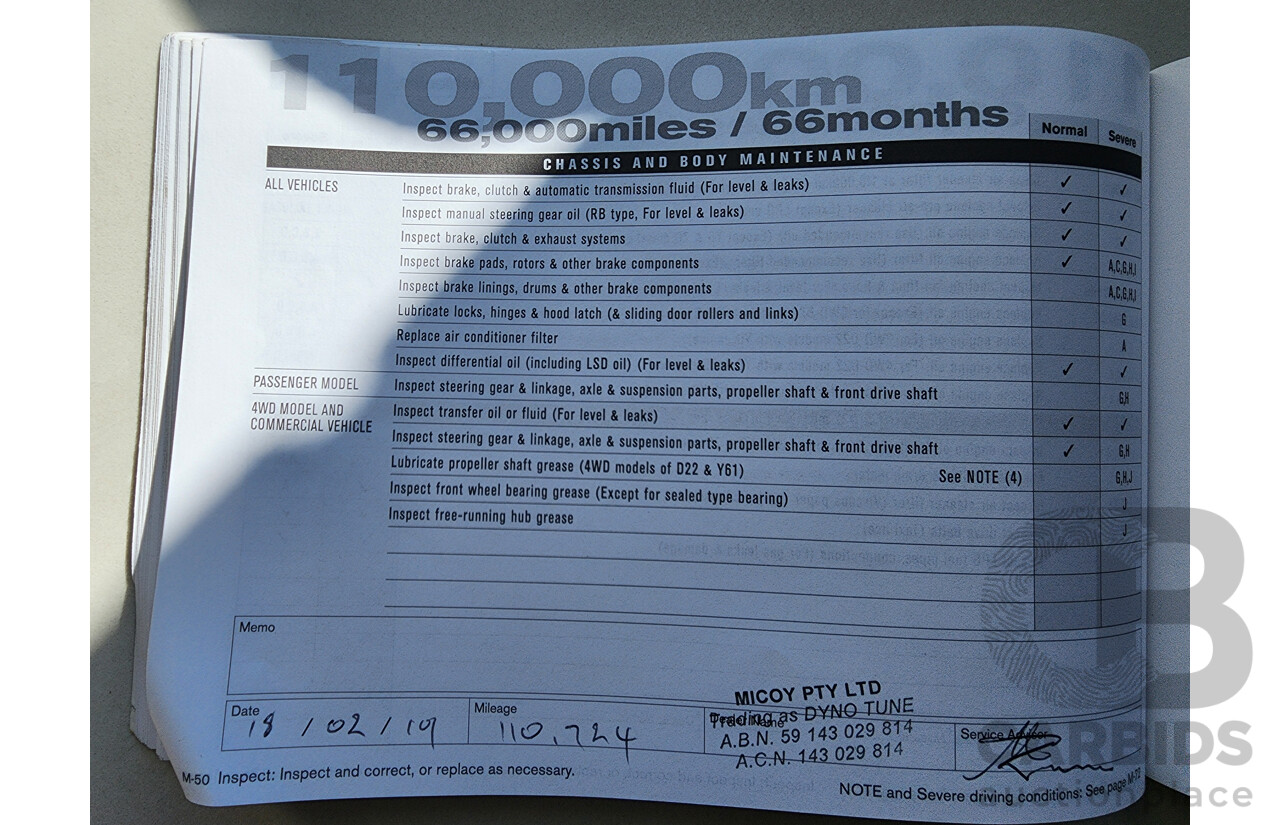 110,000km
66,000miles / 66months
Normal Severe
CHASSIS AND BODY MAINTENANCE
ALL VEHICLES
Inspect brake, clutch & automatic transmission fluid (For level & leaks) ✓ ✓
Inspect manual steering gear oil (RB type, For level & leaks) ✓ ✓
Inspect brake, clutch & exhaust systems ✓ ✓
Inspect brake pads, rotors & other brake components ✓ A,C,G,H,I
Inspect brake linings, drums & other brake components A,C,G,H,I
Lubricate locks, hinges & hood latch (& sliding door rollers and links) G
Replace air conditioner filter A
Inspect differential oil (including LSD oil) (For level & leaks) ✓ ✓
PASSENGER MODEL
Inspect steering gear & linkage, axle & suspension parts, propeller shaft & front drive shaft G,H
4WD MODEL AND
COMMERCIAL VEHICLE
Inspect transfer oil or fluid (For level & leaks) ✓ ✓
Inspect steering gear & linkage, axle & suspension parts, propeller shaft & front drive shaft ✓ G,H
Lubricate propeller shaft grease (4WD models of D22 & Y61) See NOTE (4) G,H,J
Inspect front wheel bearing grease (Except for sealed type bearing) J
Inspect free-running hub grease J
Memo
Date
18 / 02 / 19
Mileage
110,724
Dealer Name
MICOY PTY LTD
Trading as DYNO TUNE
A.B.N. 59 143 029 814
A.C.N. 143 029 814
Service Advisor
M-50 Inspect: Inspect and correct, or replace as necessary.
NOTE and Severe driving conditions: See page
CARBIDS
auctionplace